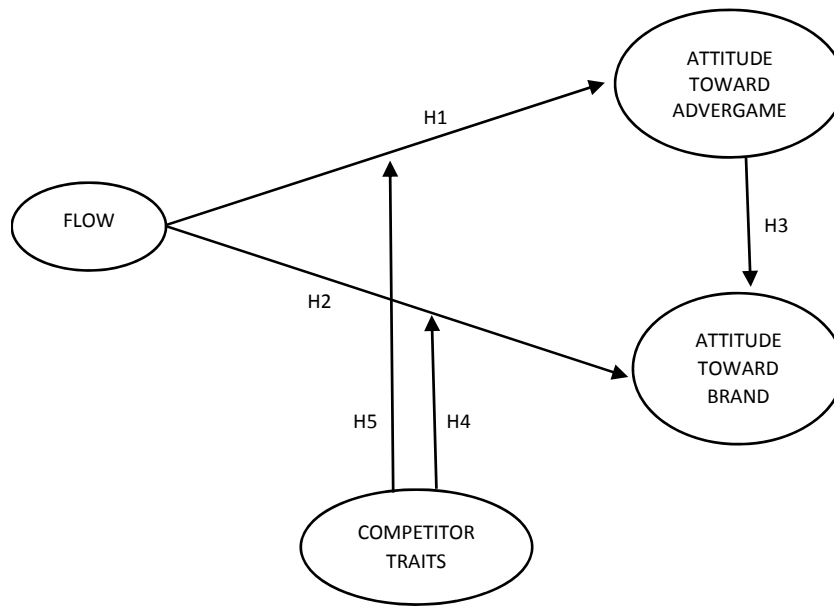 ATTITUDE
TOWARD
ADVERGAME
H1
FLOW
H3
H2
ATTITUDE
TOWARD
BRAND
H5
H4
COMPETITOR
TRAITS